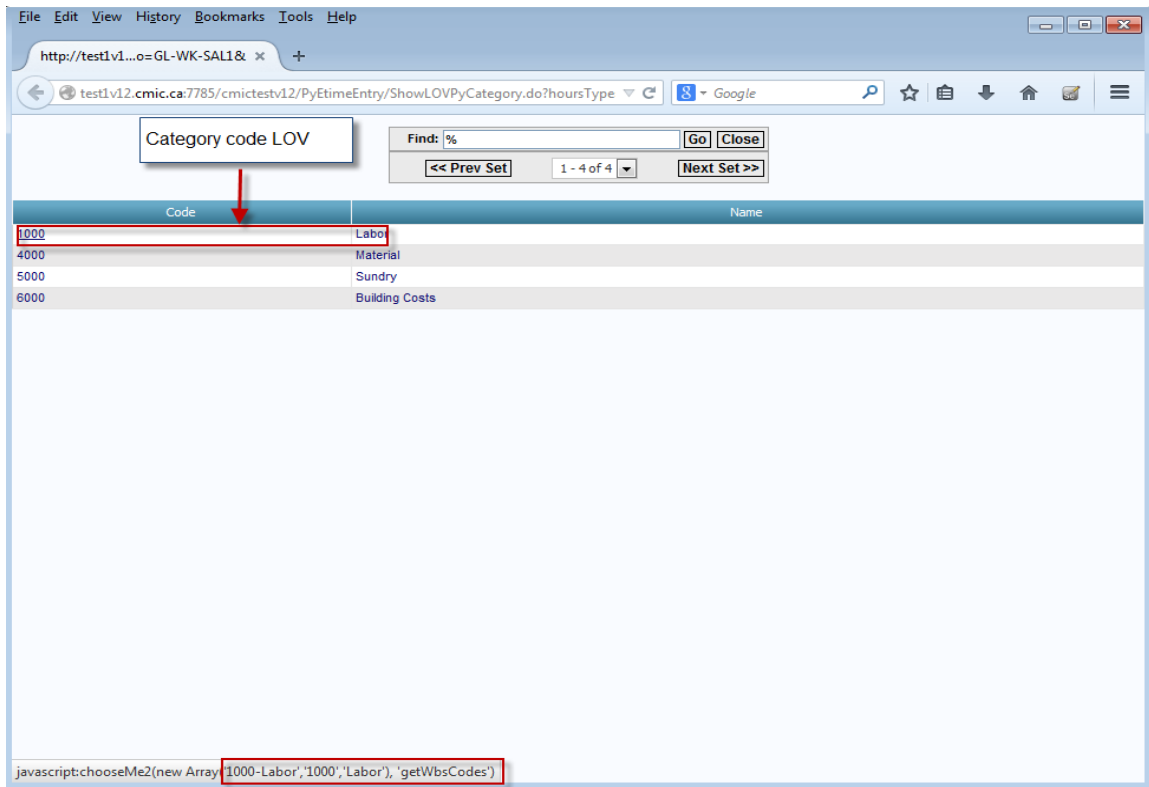 File Edit View History Bookmarks Tools Help
http://test1v1...o=GL-WK-SAL1& × +
test1v12.cmic.ca:7785/cmictestv12/PyEtimeEntry/ShowLOVPyCategory.do?hoursType Google
Category code LOV
Find: % Go Close
<< Prev Set 1 - 4 of 4 Next Set >>
Code Name
1000 Labor
4000 Material
5000 Sundry
6000 Building Costs
javascript:chooseMe2(new Array('1000-Labor','1000','Labor'), 'getWbsCodes')